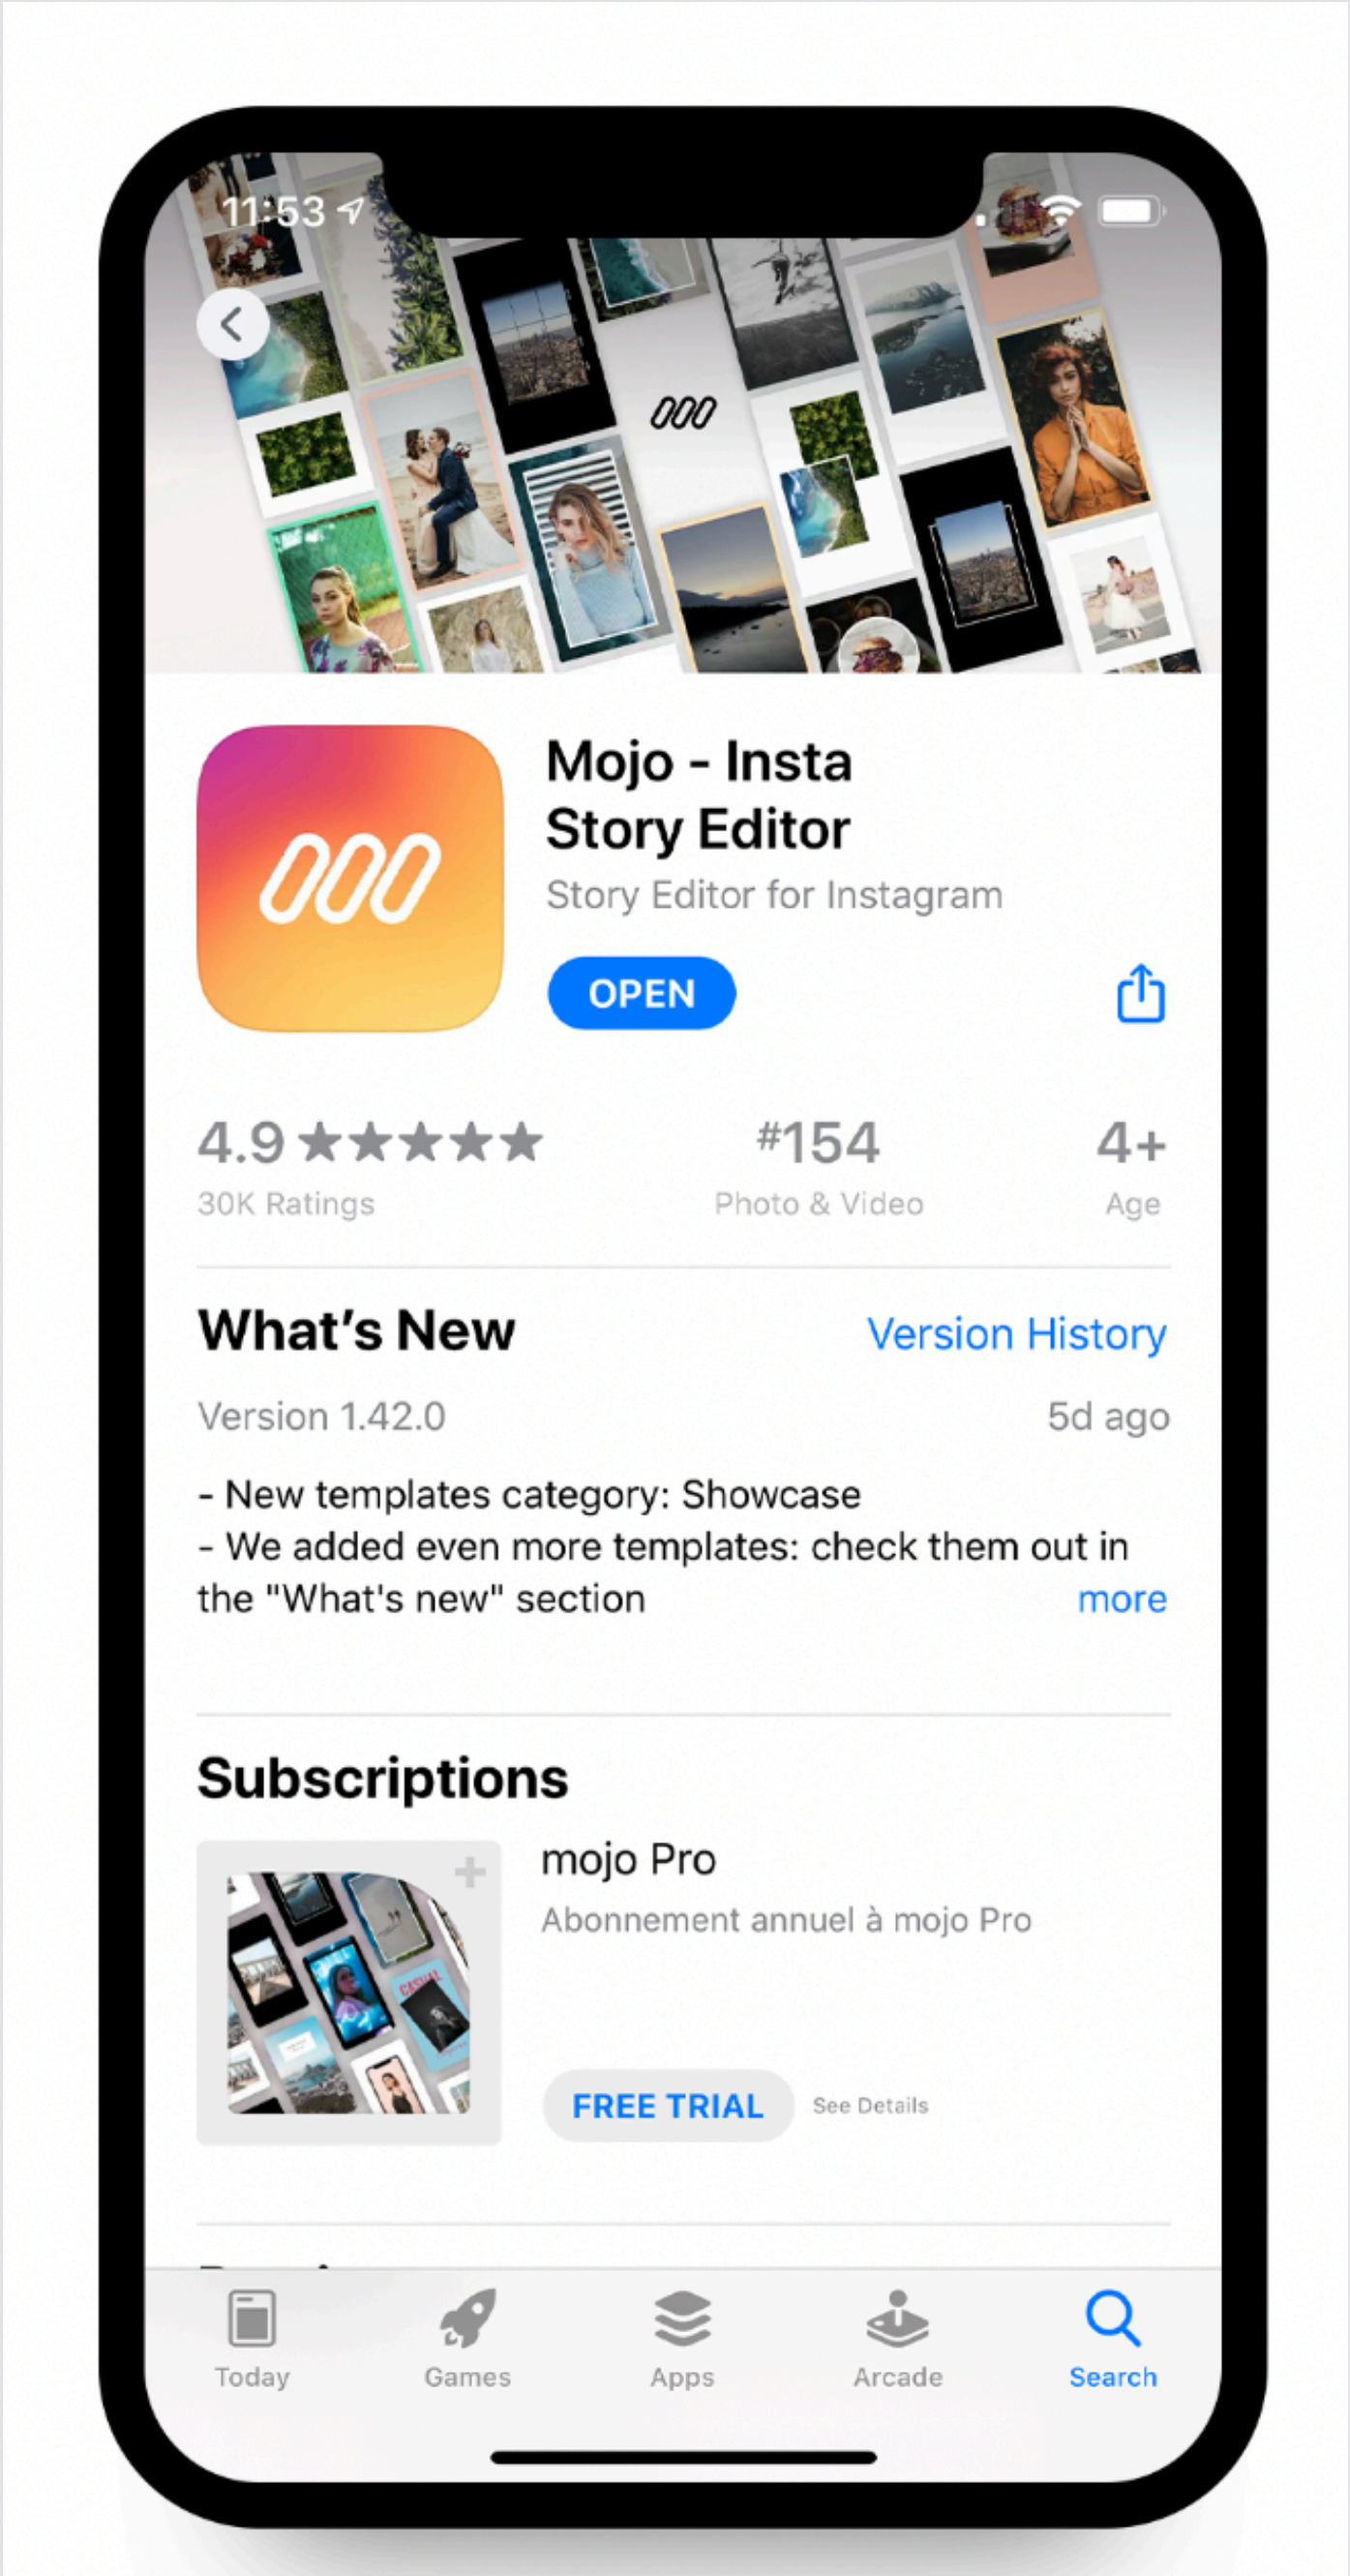 11:53
Mojo - Insta
Story Editor
Story Editor for Instagram
OPEN
4.9 ★★★★★
#154
4+
30K Ratings
Photo & Video
Age
What’s New
Version History
Version 1.42.0
5d ago
- New templates category: Showcase
- We added even more templates: check them out in
the "What's new" section
more
Subscriptions
mojo Pro
Abonnement annuel à mojo Pro
CASUAL
FREE TRIAL
See Details
Today
Games
Apps
Arcade
Search